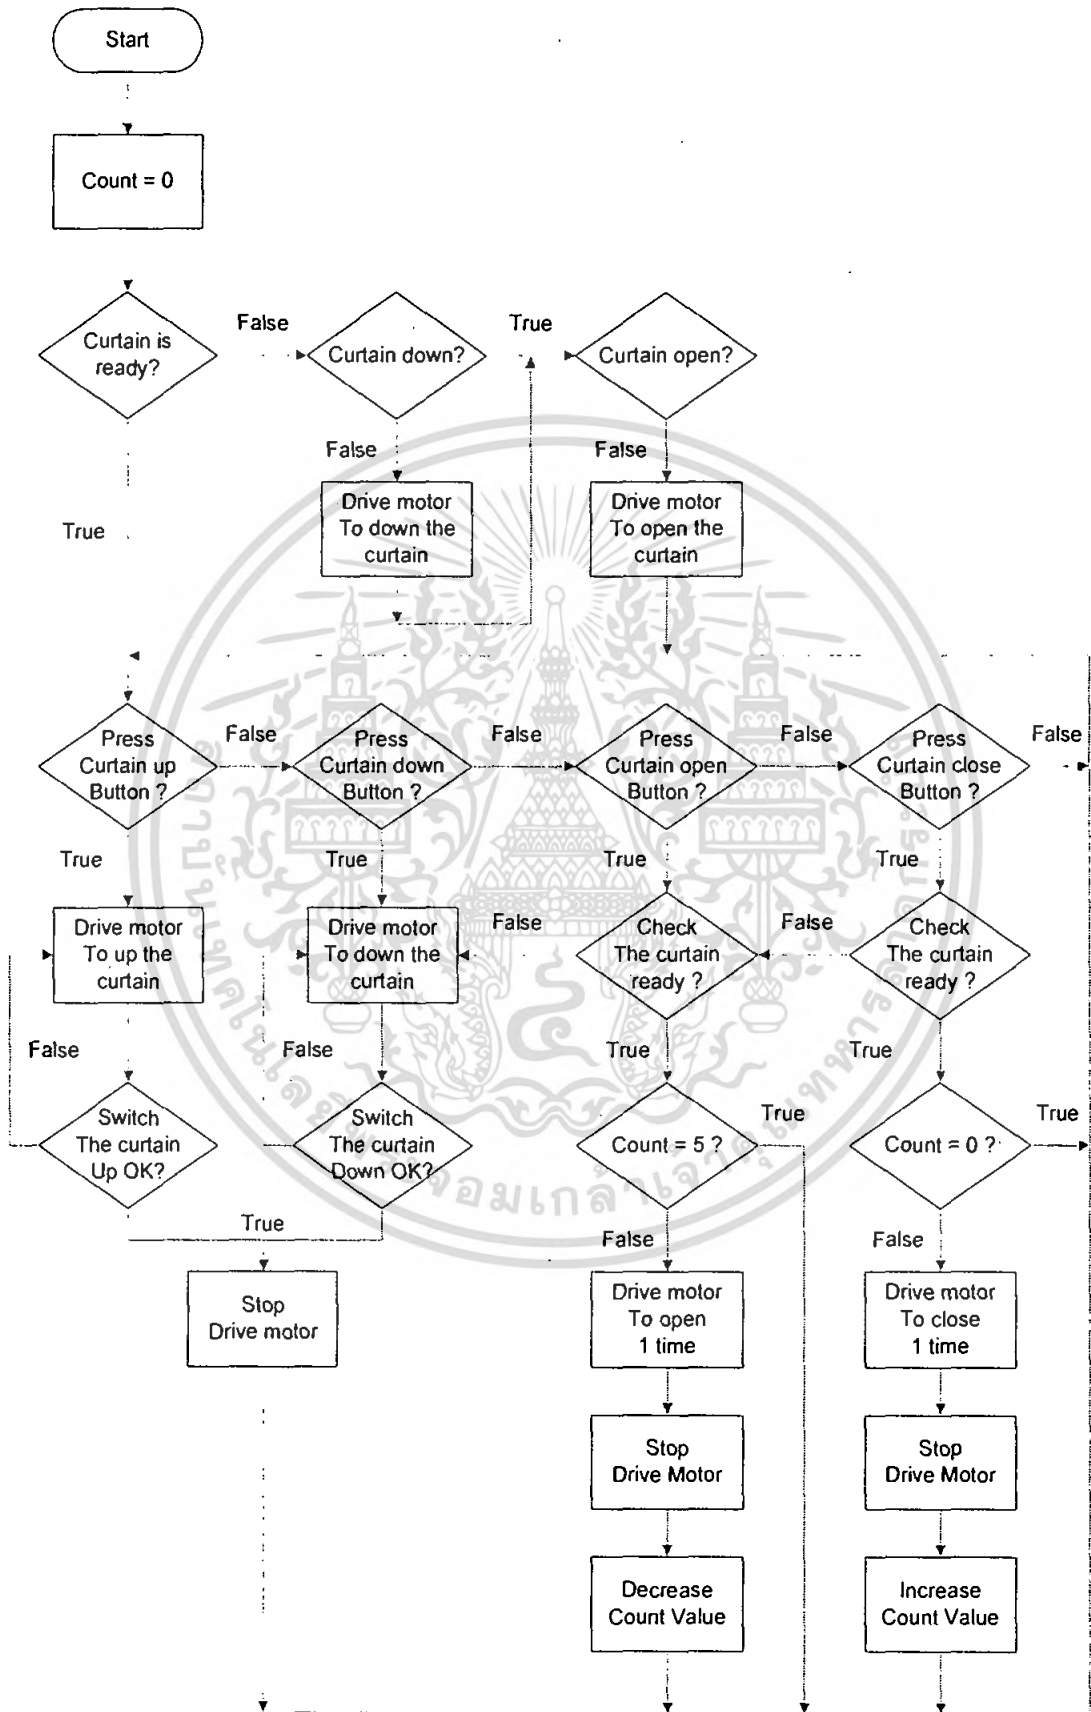 Start
Count = 0
Curtain is
ready?
False
Curtain down?
True
Curtain open?
False
False
True
Drive motor
To down the
curtain
Drive motor
To open the
curtain
Press
Curtain up
Button ?
False
Press
Curtain down
Button ?
False
Press
Curtain open
Button ?
False
Press
Curtain close
Button ?
False
True
True
True
True
Drive motor
To up the
curtain
Drive motor
To down the
curtain
False
Check
The curtain
ready ?
False
Check
The curtain
ready ?
False
False
True
True
Switch
The curtain
Up OK?
Switch
The curtain
Down OK?
Count = 5 ?
True
Count = 0 ?
True
True
False
False
Stop
Drive motor
Drive motor
To open
1 time
Drive motor
To close
1 time
Stop
Drive Motor
Stop
Drive Motor
Decrease
Count Value
Increase
Count Value